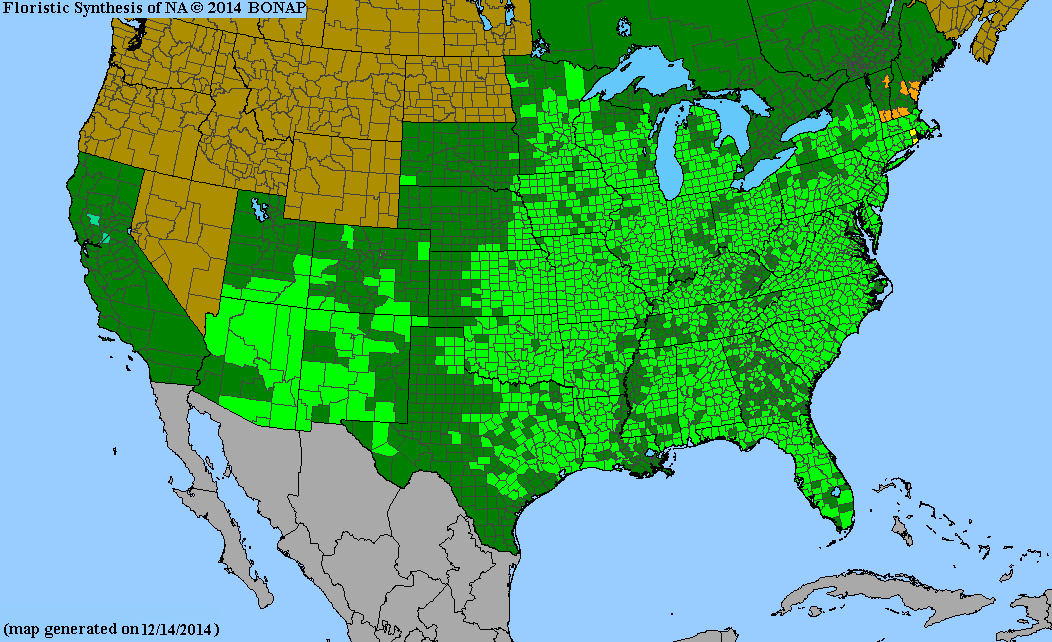 Floristic Synthesis of NA © 2014 BONAP
(map generated on 12/14/2014)